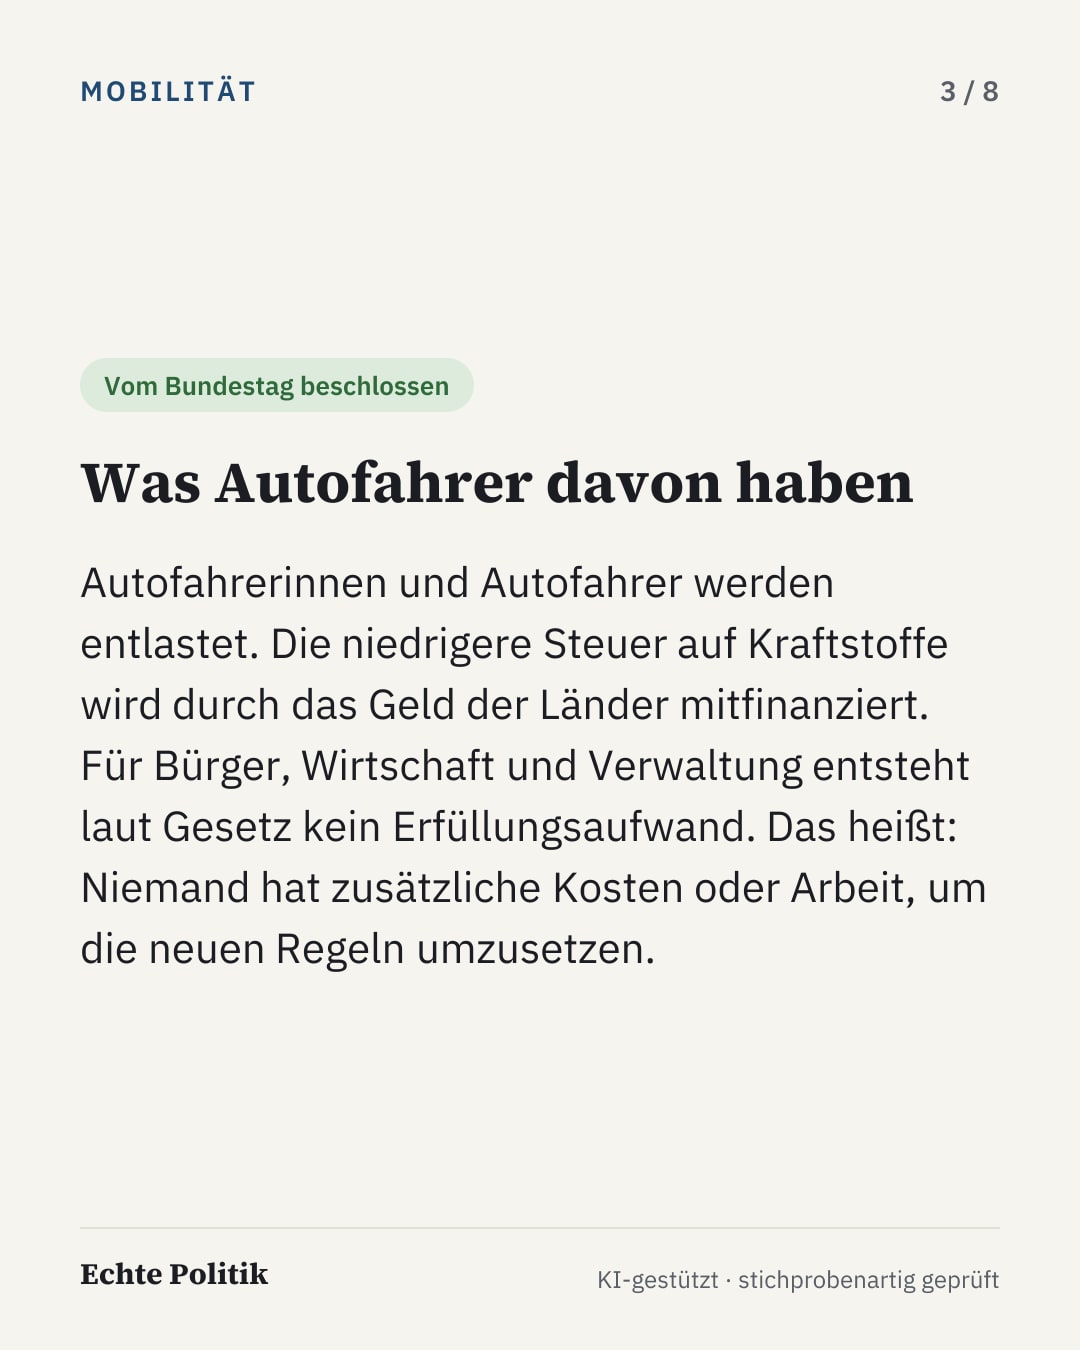 MOBILITÄT
3 / 8
Vom Bundestag beschlossen
Was Autofahrer davon haben
Autofahrerinnen und Autofahrer werden
entlastet. Die niedrigere Steuer auf Kraftstoffe
wird durch das Geld der Länder mitfinanziert.
Für Bürger, Wirtschaft und Verwaltung entsteht
laut Gesetz kein Erfüllungsaufwand. Das heißt:
Niemand hat zusätzliche Kosten oder Arbeit, um
die neuen Regeln umzusetzen.
Echte Politik
KI-gestützt · stichprobenartig geprüft